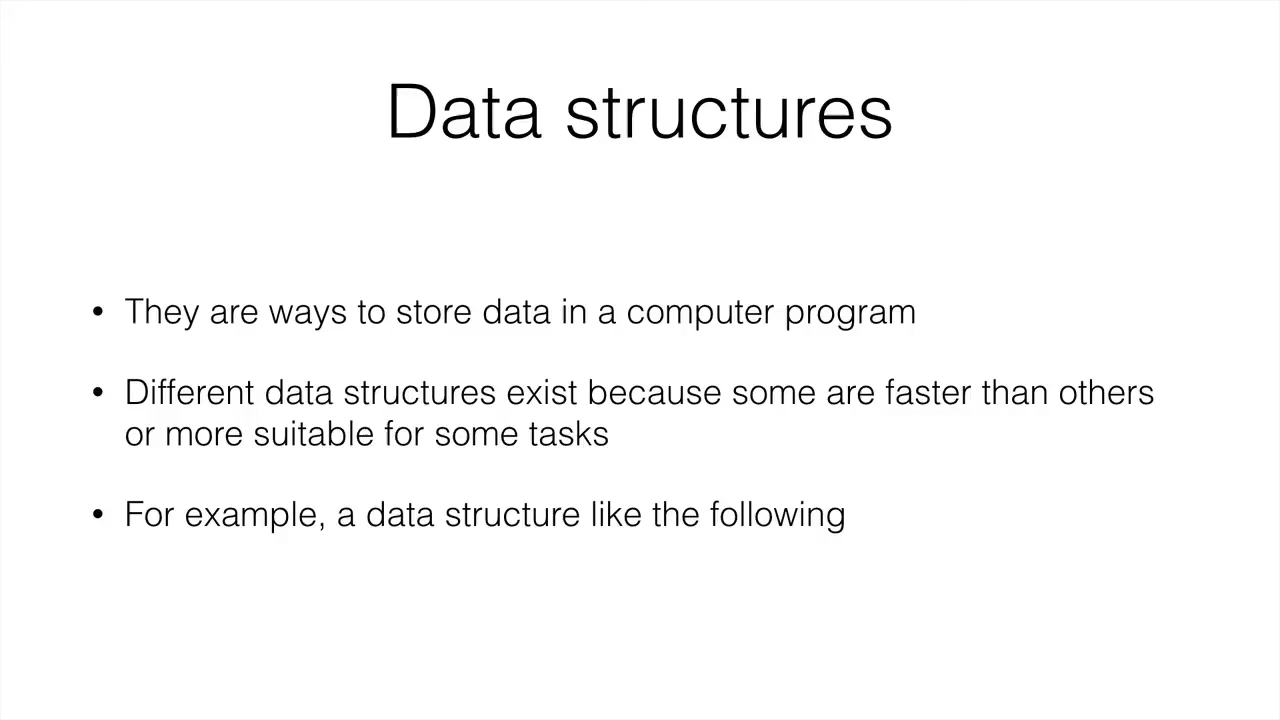 Data structures
• They are ways to store data in a computer program
• Different data structures exist because some are faster than others
or more suitable for some tasks
• For example, a data structure like the following